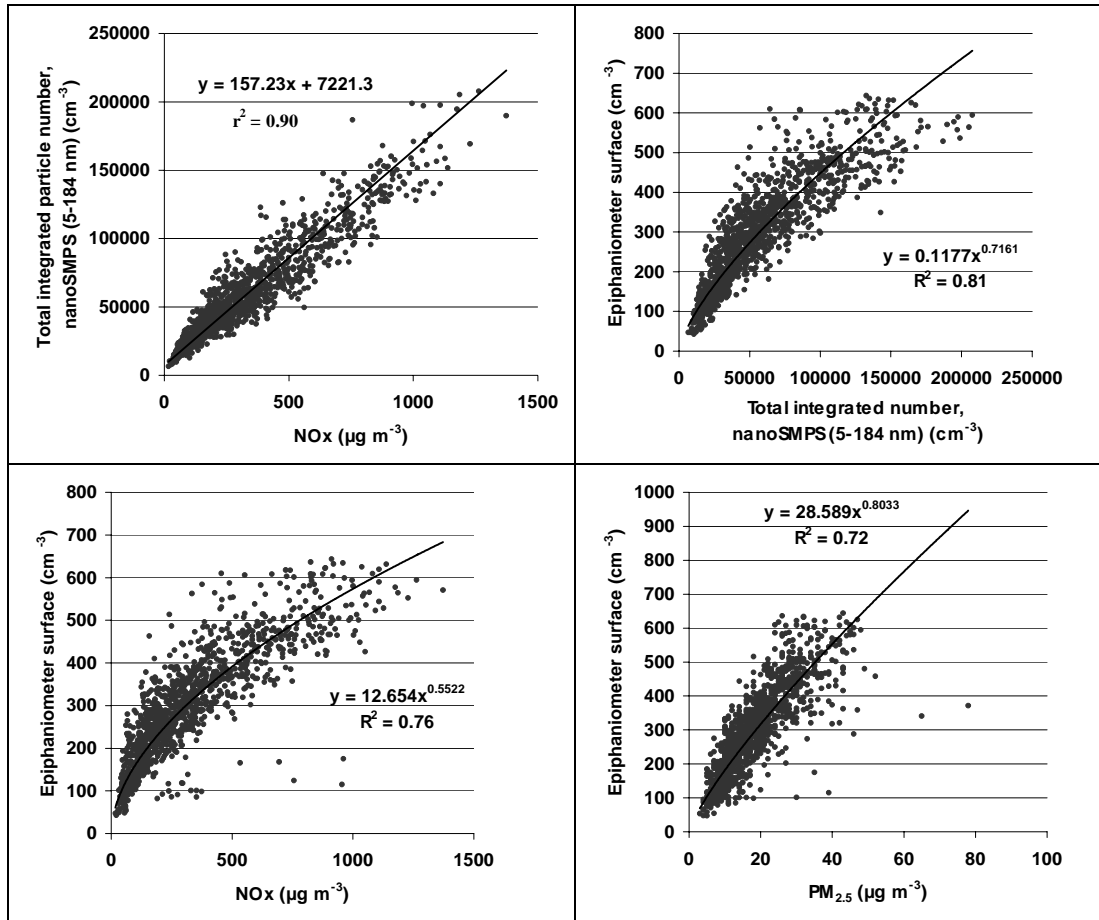 250000
200000
150000
100000
50000
0
Total integrated particle number,
nanoSMPS (5-184 nm) (cm⁻³)
y = 157.23x + 7221.3
r² = 0.90
0 500 1000 1500
NOx (µg m⁻³)
800
700
600
500
400
300
200
100
0
Epiphaniometer surface (cm⁻³)
y = 0.1177x⁰·⁷¹⁶¹
R² = 0.81
0 50000 100000 150000 200000 250000
Total integrated number,
nanoSMPS (5-184 nm) (cm⁻³)
800
700
600
500
400
300
200
100
0
Epiphaniometer surface (cm⁻³)
y = 12.654x⁰·⁵⁵²²
R² = 0.76
0 500 1000 1500
NOx (µg m⁻³)
1000
900
800
700
600
500
400
300
200
100
0
Epiphaniometer surface (cm⁻³)
y = 28.589x⁰·⁸⁰³³
R² = 0.72
0 20 40 60 80 100
PM₂.₅ (µg m⁻³)